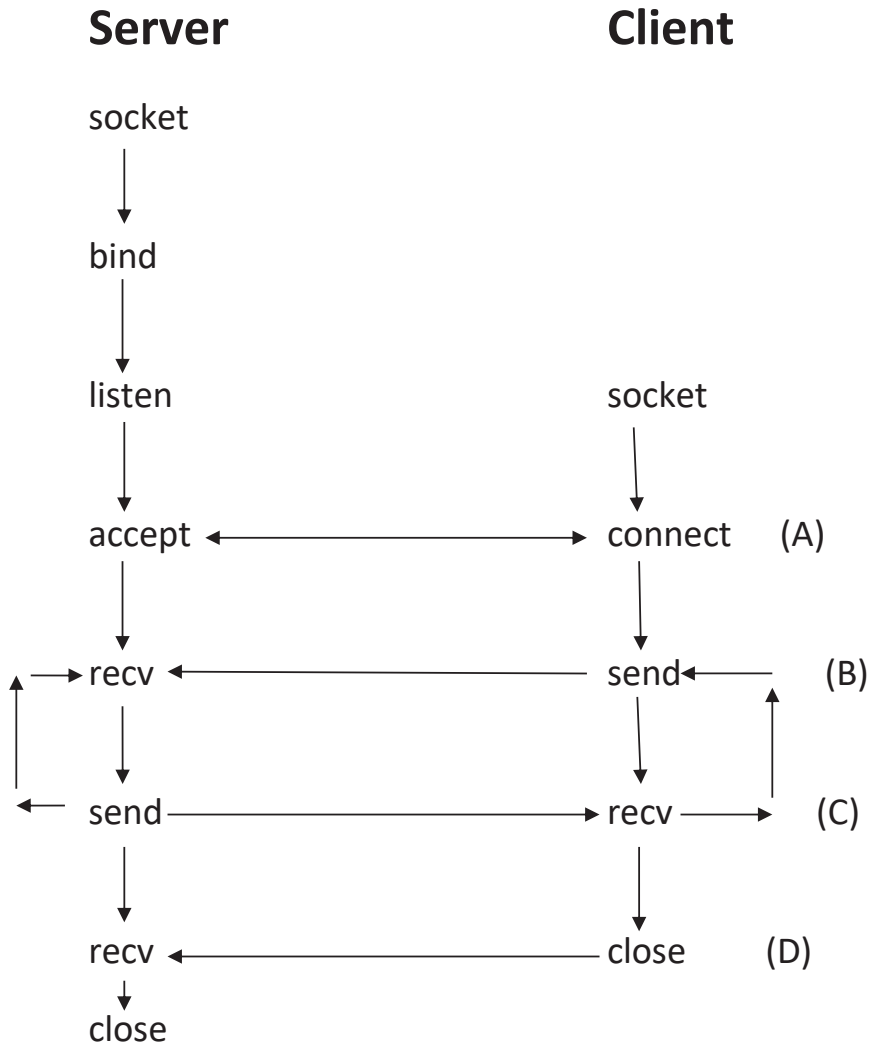 Server Client
socket
bind
listen socket
accept connect (A)
recv send (B)
send recv (C)
recv close (D)
close